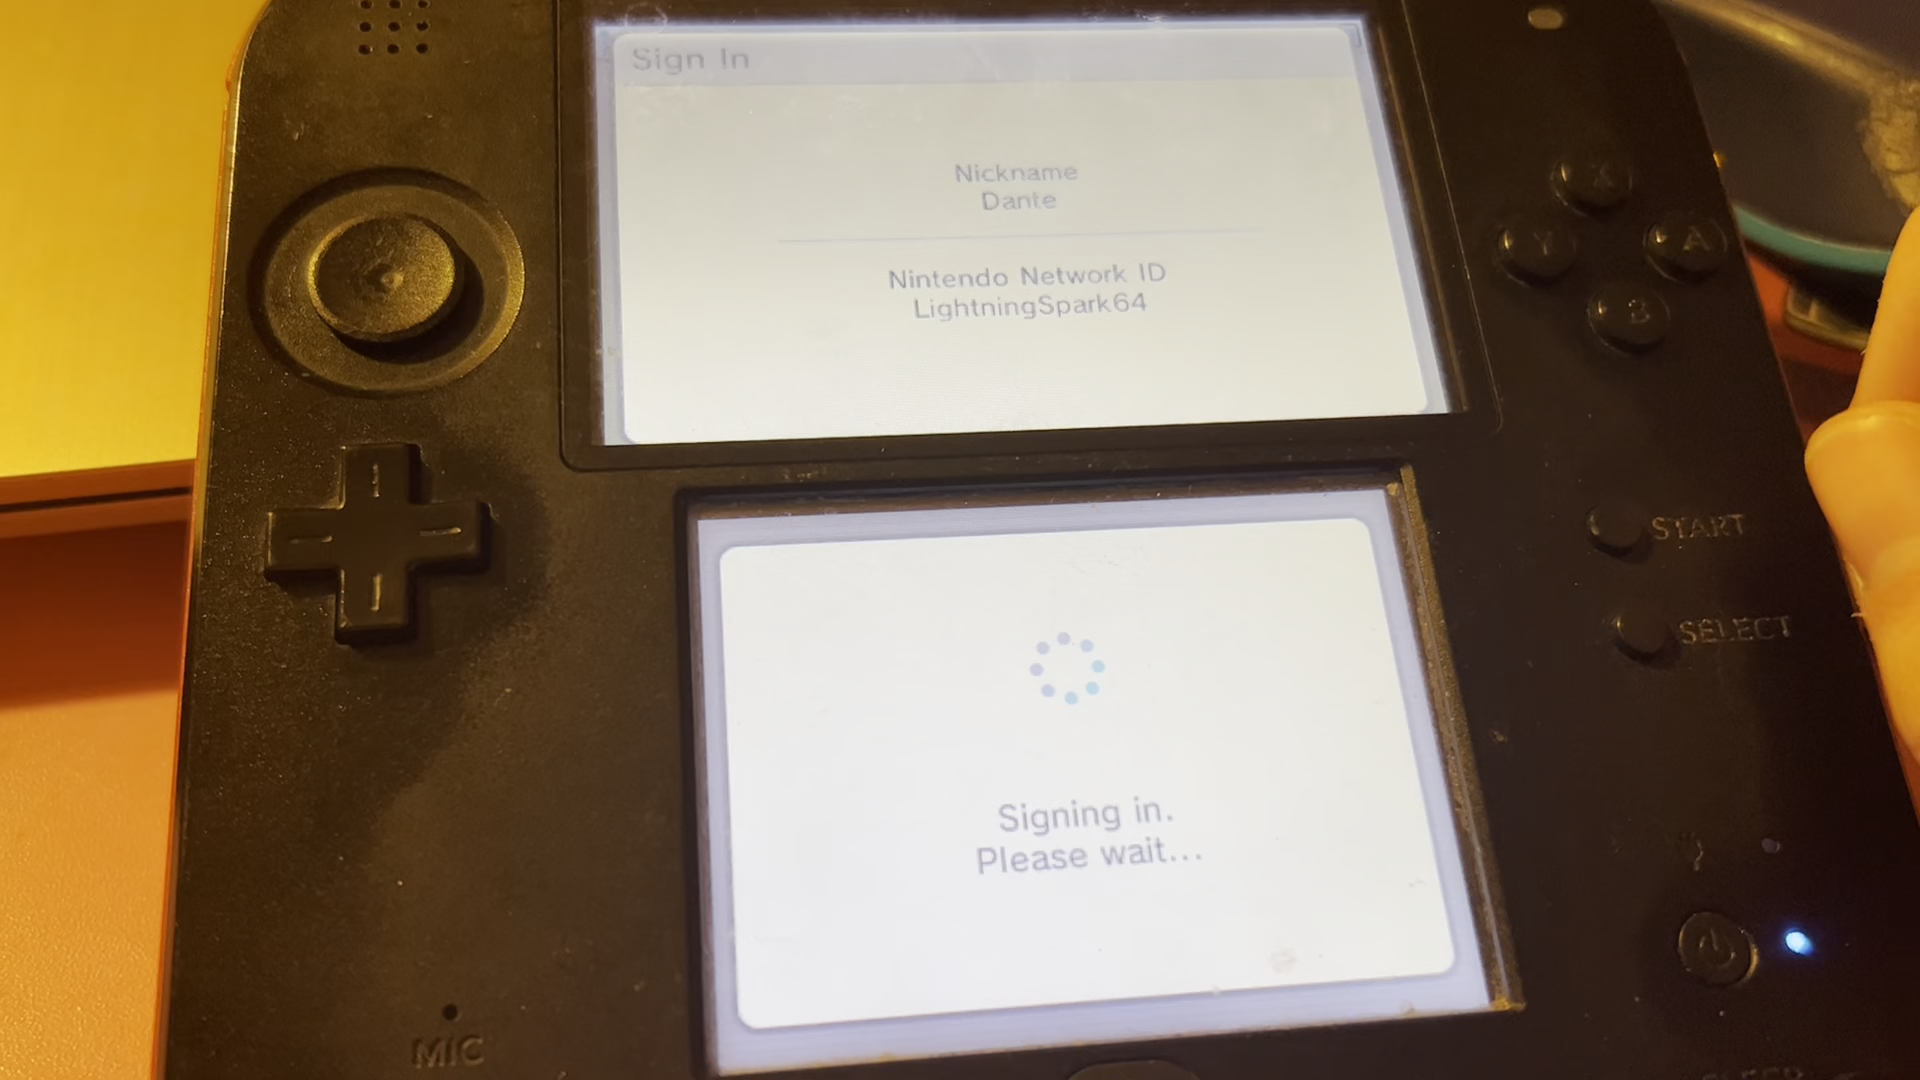 Sign In
Nickname
Dante
Nintendo Network ID
LightningSpark64
X
Y
A
B
START
SELECT
Signing in.
Please wait...
MIC